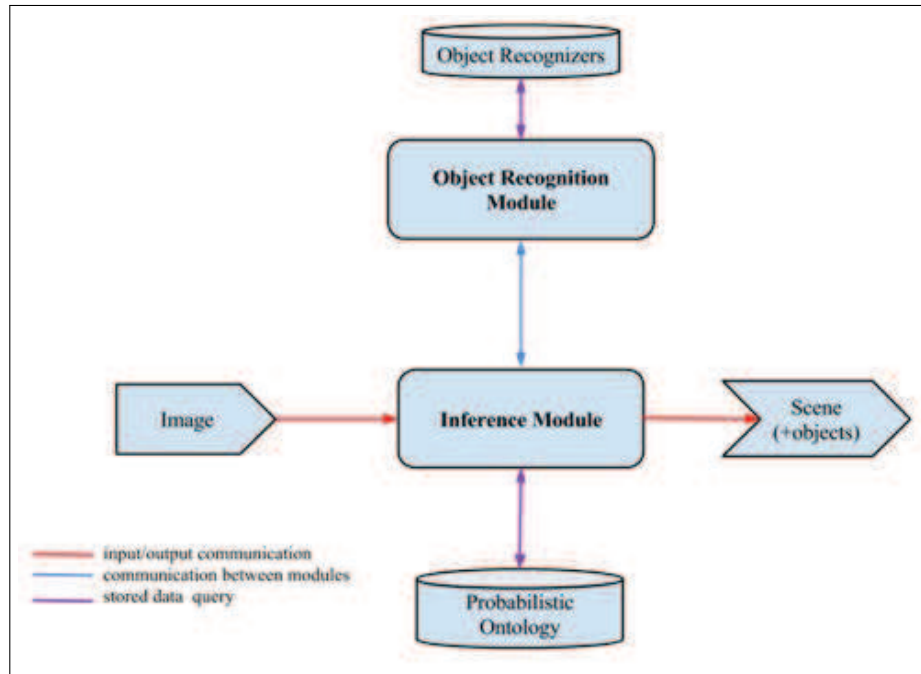 Object Recognizers
Object Recognition
Module
Image
Inference Module
Scene
(+objects)
input/output communication
communication between modules
stored data query
Probabilistic
Ontology